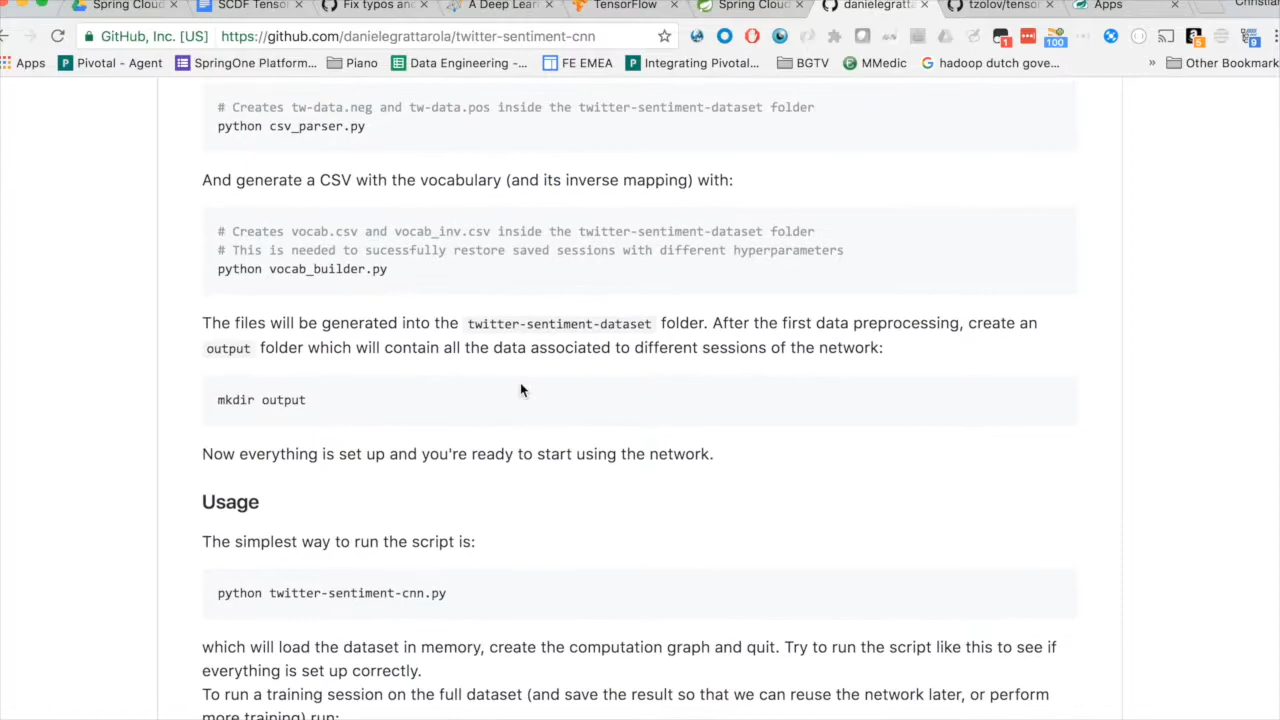 Spring Cloud
SCDF Tensor
Fix typos and
A Deep Lear
TensorFlow
Spring Cloud
danielegratta
tzolov/tensor
Apps
Christian
GitHub, Inc. [US]
https://github.com/danielegrattarola/twitter-sentiment-cnn
1
100
5
9
Apps
Pivotal - Agent
SpringOne Platform...
Piano
Data Engineering -...
FE EMEA
Integrating Pivotal...
BGTV
MMedic
hadoop dutch gove...
»
Other Bookmark
# Creates tw-data.neg and tw-data.pos inside the twitter-sentiment-dataset folder
python csv_parser.py
And generate a CSV with the vocabulary (and its inverse mapping) with:
# Creates vocab.csv and vocab_inv.csv inside the twitter-sentiment-dataset folder
# This is needed to sucessfully restore saved sessions with different hyperparameters
python vocab_builder.py
The files will be generated into the twitter-sentiment-dataset folder. After the first data preprocessing, create an
output folder which will contain all the data associated to different sessions of the network:
mkdir output
Now everything is set up and you're ready to start using the network.
Usage
The simplest way to run the script is:
python twitter-sentiment-cnn.py
which will load the dataset in memory, create the computation graph and quit. Try to run the script like this to see if
everything is set up correctly.
To run a training session on the full dataset (and save the result so that we can reuse the network later, or perform
more training) run: